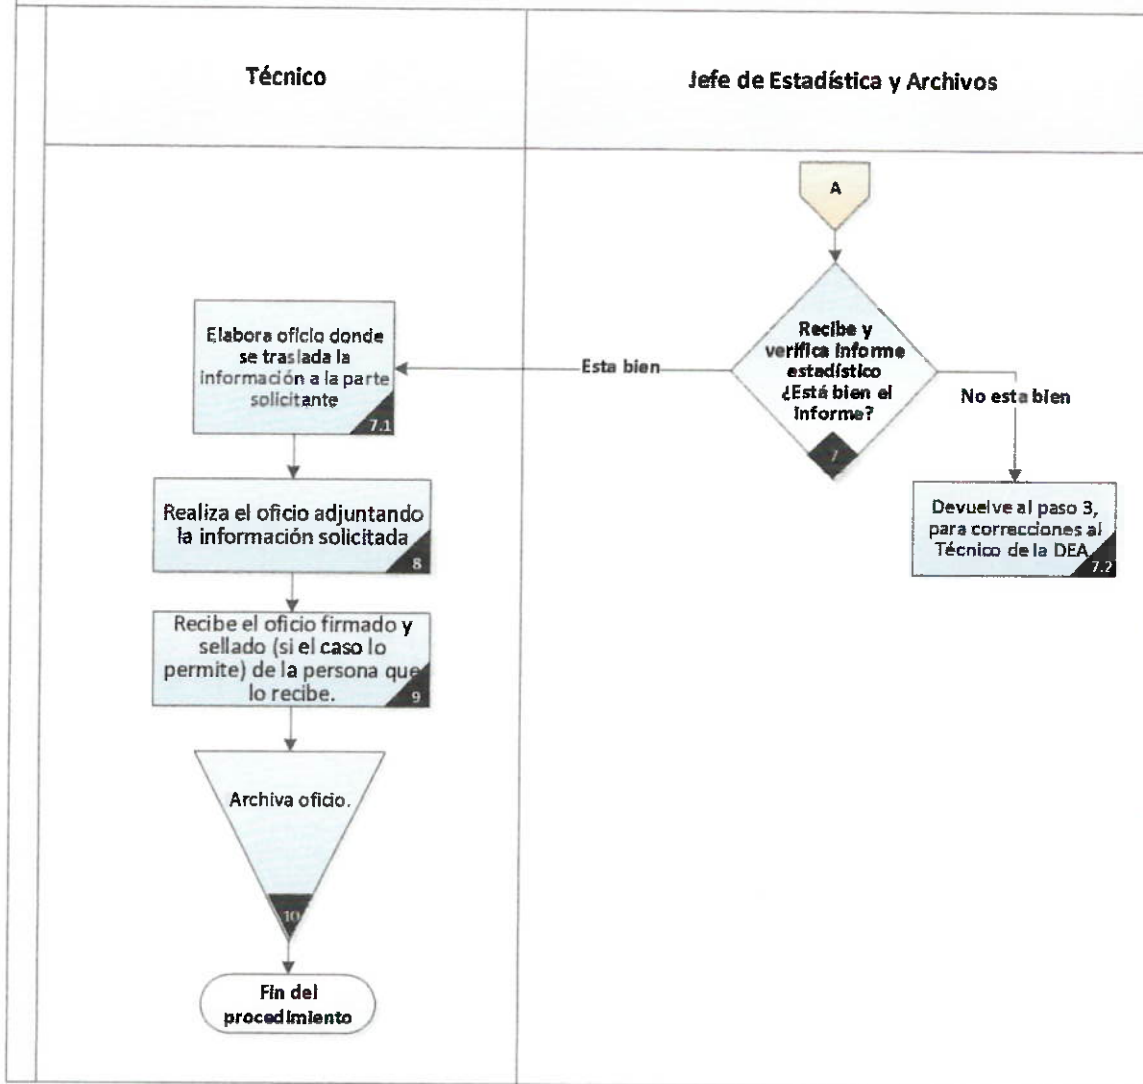 Técnico
Jefe de Estadística y Archivos
A
Recibe y
verifica informe
estadístico
¿Está bien el
informe?
7
Esta bien
No esta bien
Elabora oficio donde
se traslada la
información a la parte
solicitante
7.1
Devuelve al paso 3,
para correcciones al
Técnico de la DEA.
7.2
Realiza el oficio adjuntando
la información solicitada
8
Recibe el oficio firmado y
sellado (si el caso lo
permite) de la persona que
lo recibe.
9
Archiva oficio.
10
Fin del
procedimiento